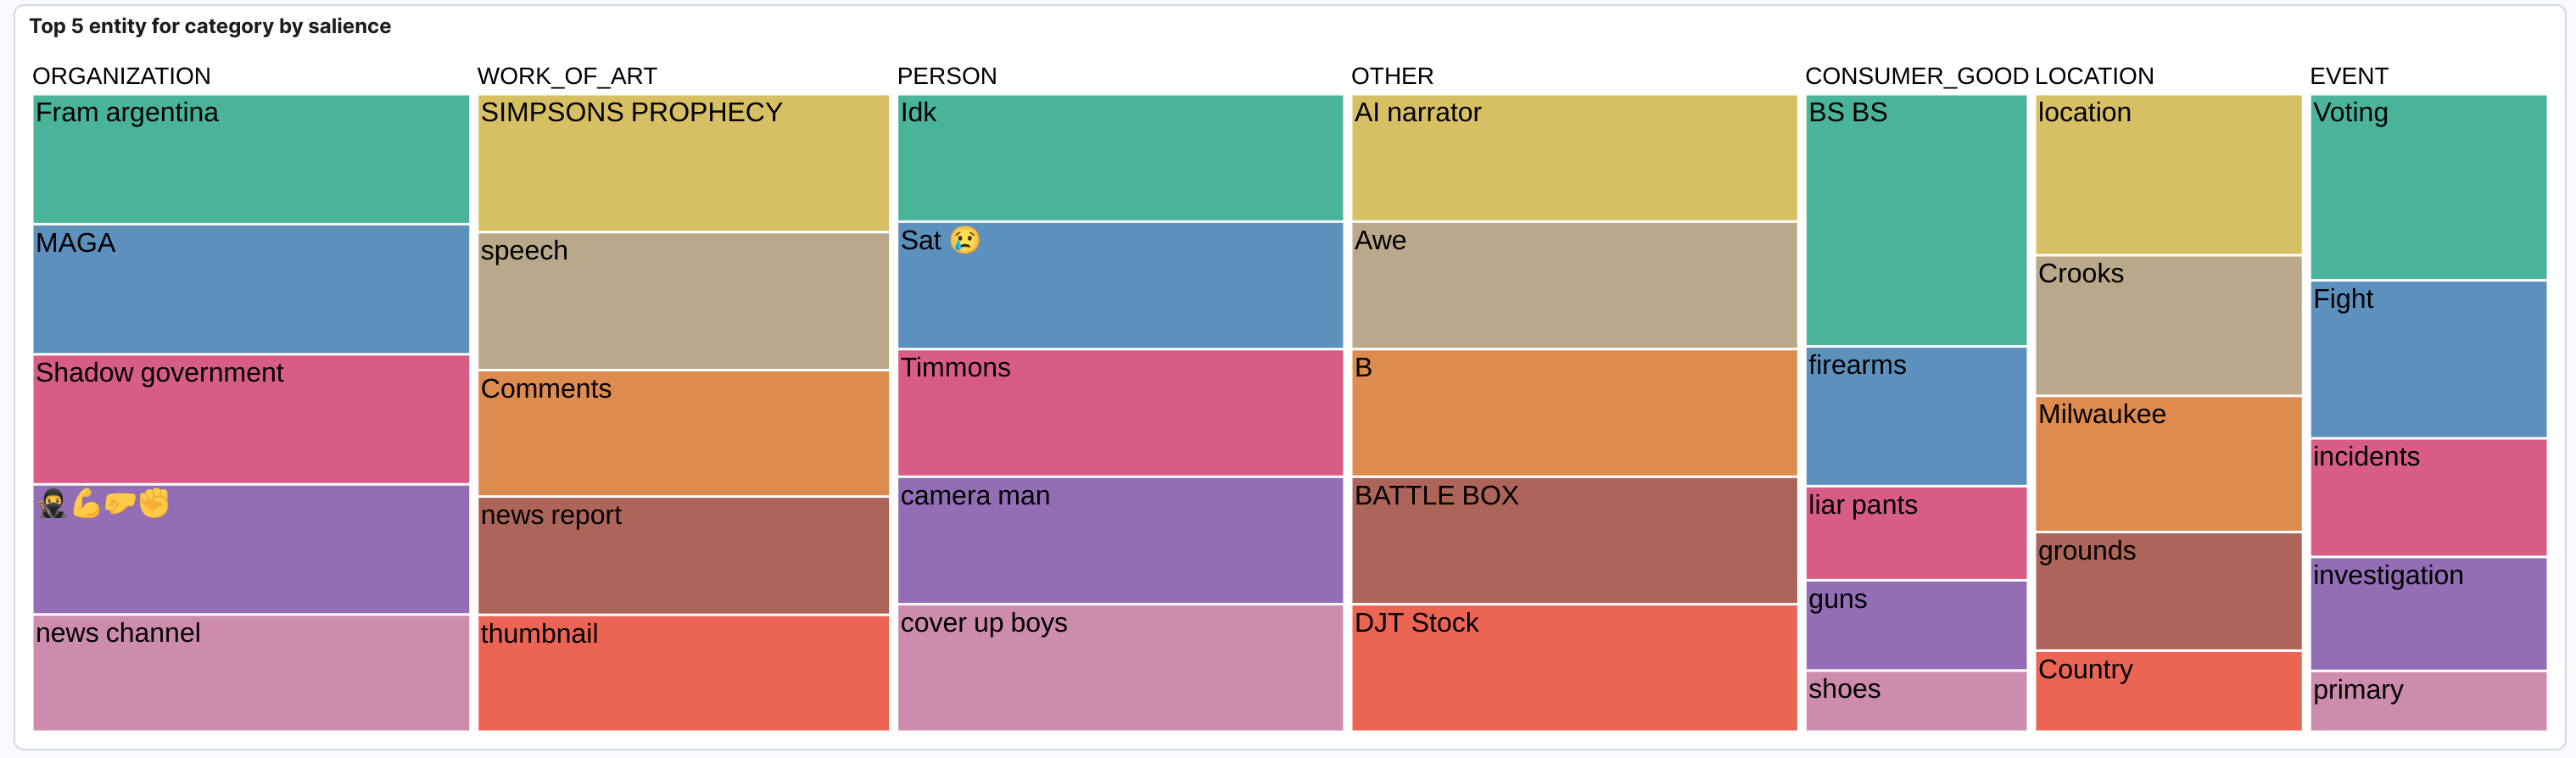 Top 5 entity for category by salience
ORGANIZATION
Fram argentina
MAGA
Shadow government
🥷💪🤛✊
news channel
WORK_OF_ART
SIMPSONS PROPHECY
speech
Comments
news report
thumbnail
PERSON
Idk
Sat 😢
Timmons
camera man
cover up boys
OTHER
AI narrator
Awe
B
BATTLE BOX
DJT Stock
CONSUMER_GOOD
BS BS
firearms
liar pants
guns
shoes
LOCATION
location
Crooks
Milwaukee
grounds
Country
EVENT
Voting
Fight
incidents
investigation
primary